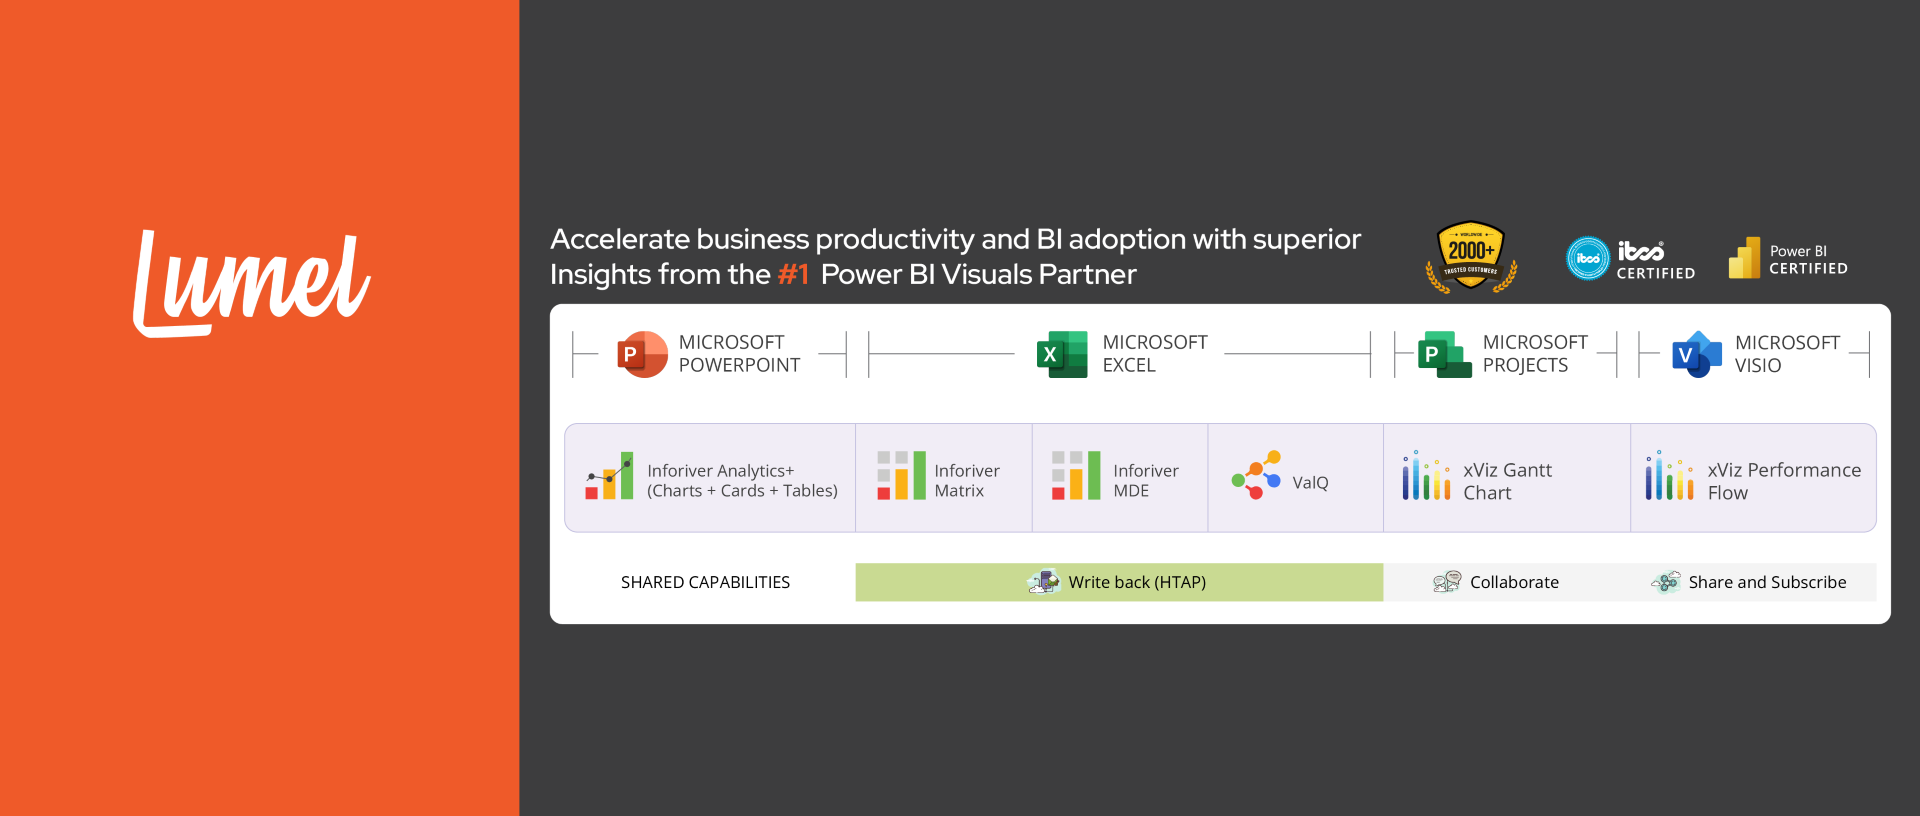 Lumel
Accelerate business productivity and BI adoption with superior
Insights from the #1 Power BI Visuals Partner
WORLDWIDE
2000+
TRUSTED CUSTOMERS
ibcs
ibcs®
CERTIFIED
Power BI
CERTIFIED
P
MICROSOFT
POWERPOINT
X
MICROSOFT
EXCEL
P
MICROSOFT
PROJECTS
V
MICROSOFT
VISIO
Inforiver Analytics+
(Charts + Cards + Tables)
Inforiver
Matrix
Inforiver
MDE
ValQ
xViz Gantt
Chart
xViz Performance
Flow
SHARED CAPABILITIES
Write back (HTAP)
Collaborate
Share and Subscribe